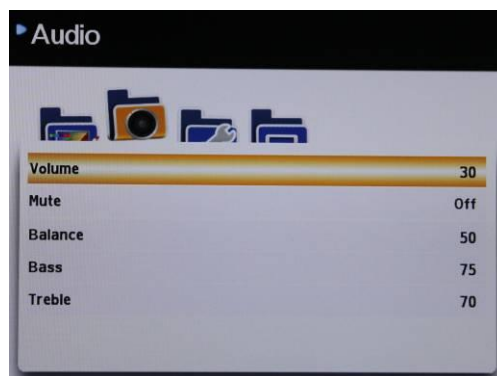 Audio
Volume 30
Mute Off
Balance 50
Bass 75
Treble 70